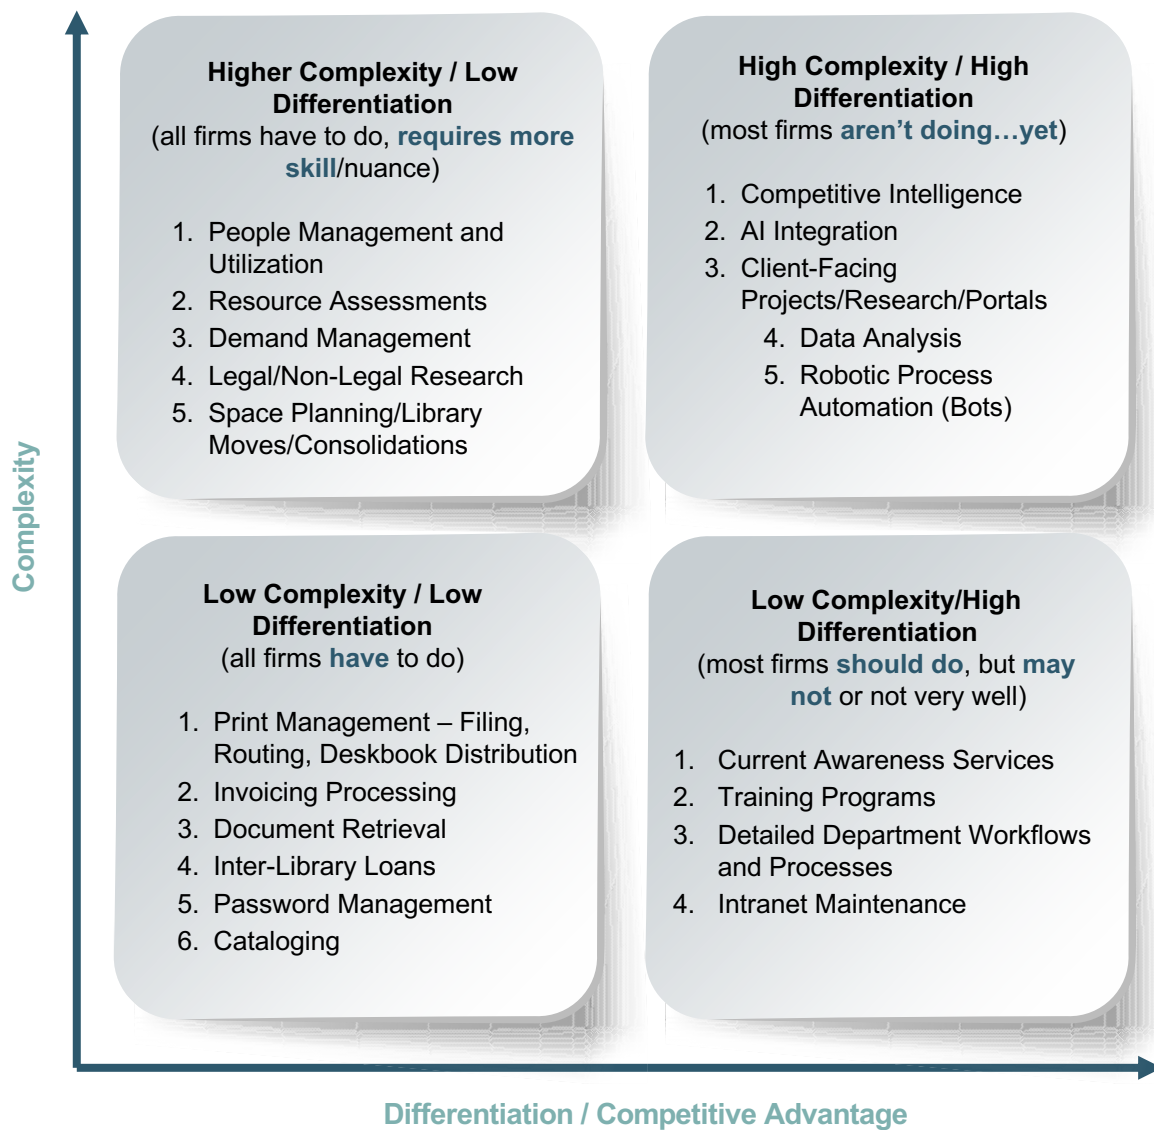 Higher Complexity / Low
Differentiation
(all firms have to do, requires more
skill/nuance)
1. People Management and
Utilization
2. Resource Assessments
3. Demand Management
4. Legal/Non-Legal Research
5. Space Planning/Library
Moves/Consolidations
High Complexity / High
Differentiation
(most firms aren’t doing…yet)
1. Competitive Intelligence
2. AI Integration
3. Client-Facing
Projects/Research/Portals
4. Data Analysis
5. Robotic Process
Automation (Bots)
Complexity
Low Complexity / Low
Differentiation
(all firms have to do)
1. Print Management – Filing,
Routing, Deskbook Distribution
2. Invoicing Processing
3. Document Retrieval
4. Inter-Library Loans
5. Password Management
6. Cataloging
Low Complexity/High
Differentiation
(most firms should do, but may
not or not very well)
1. Current Awareness Services
2. Training Programs
3. Detailed Department Workflows
and Processes
4. Intranet Maintenance
Differentiation / Competitive Advantage